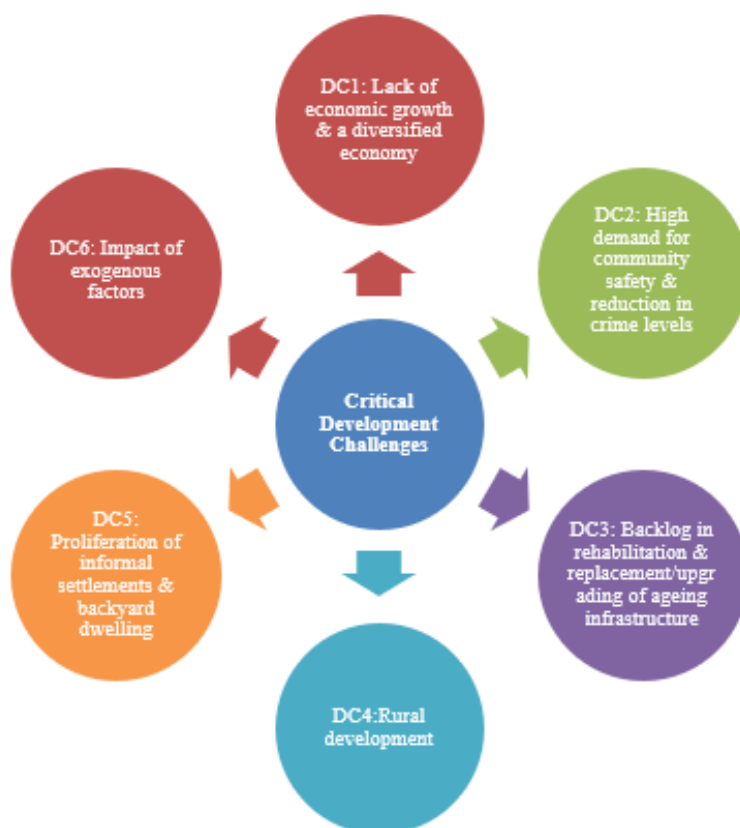 DC1: Lack of
economic growth
& a diversified
economy
DC2: High
demand for
community
safety &
reduction in
crime levels
DC3: Backlog in
rehabilitation &
replacement/upgr
ading of ageing
infrastructure
DC4:Rural
development
DC5:
Proliferation of
informal
settlements &
backyard
dwelling
DC6: Impact of
exogenous
factors
Critical
Development
Challenges